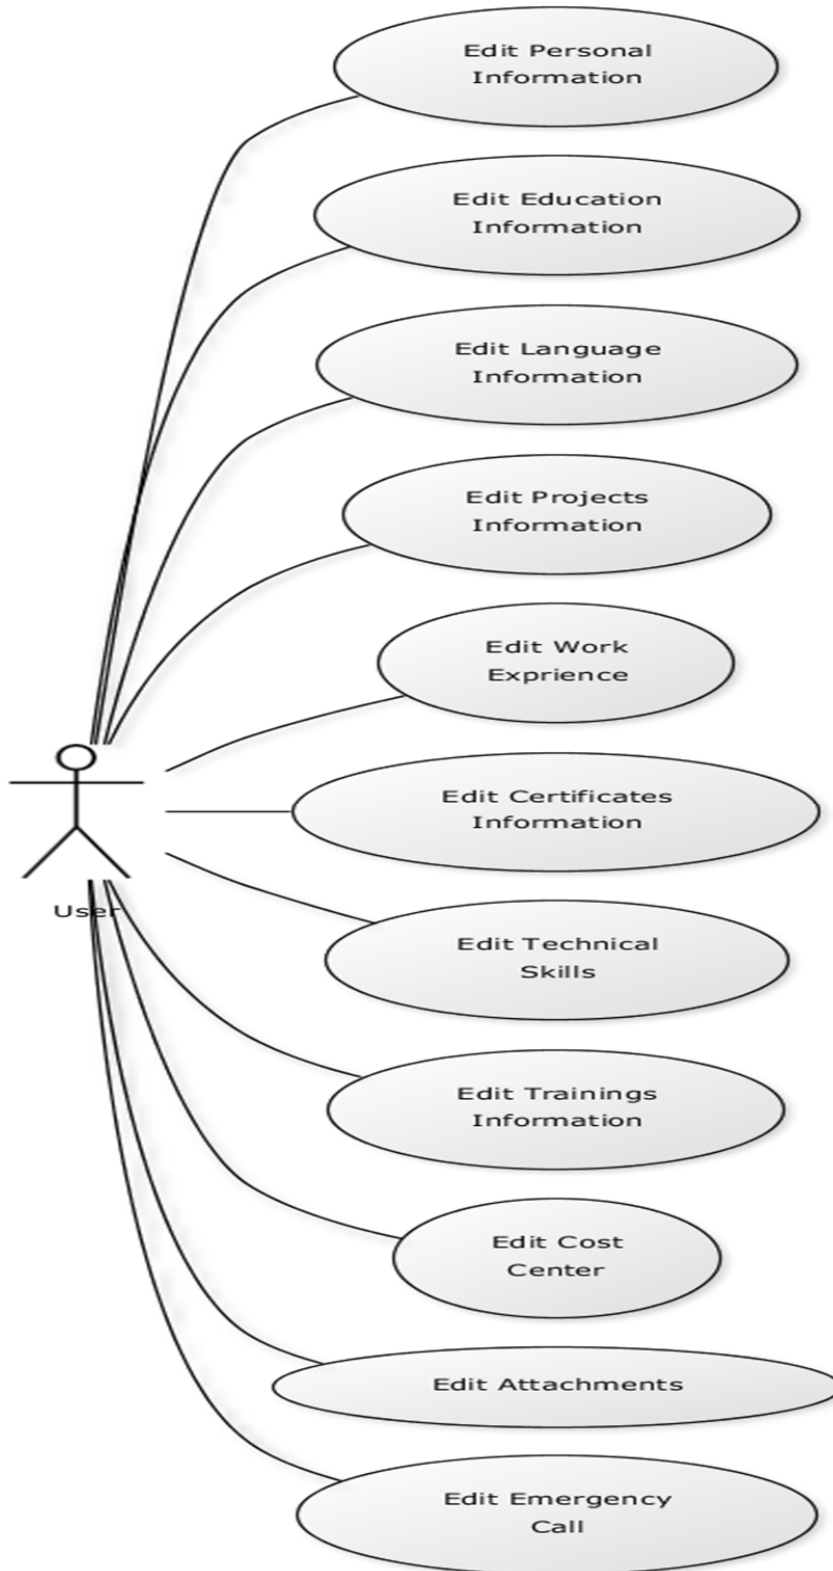 Edit Personal
Information
Edit Education
Information
Edit Language
Information
Edit Projects
Information
Edit Work
Exprience
Edit Certificates
Information
User
Edit Technical
Skills
Edit Trainings
Information
Edit Cost
Center
Edit Attachments
Edit Emergency
Call